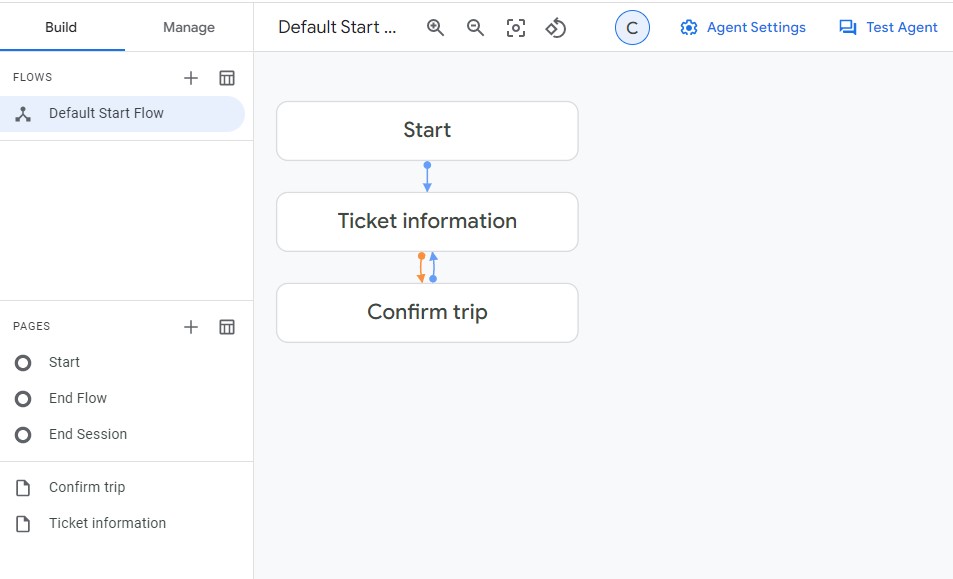 Build
Manage
Default Start ...
C
Agent Settings
Test Agent
FLOWS
Default Start Flow
Start
Ticket information
Confirm trip
PAGES
Start
End Flow
End Session
Confirm trip
Ticket information